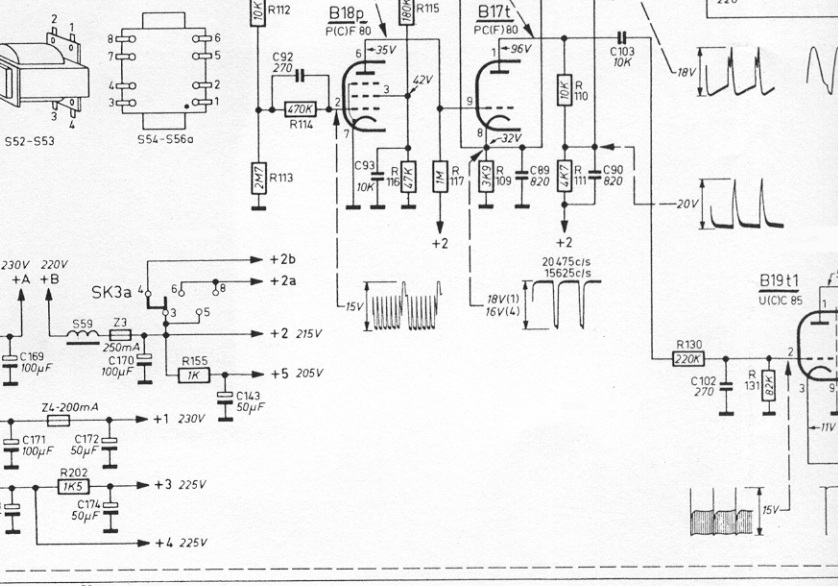 10K R112
B18p
P(C)F 80
180K R115
B17t
PC(F) 80
220
2 1
8 6
7 5
4 2
3 1
3
4
S52-S53
S54-S56a
C92
270
6 35V
1 96V
C103
10K
18V
42V
3
470K
R114
2
7
9
8
32V
10K R
110
2M7 R113
C93
10K
R
116
47K
1M R
117
3K9 R
109
C89
820
4K7 R
111
C90
820
20V
+2
+2
20475c/s
15625c/s
15V
18V(1)
16V(4)
230V 220V
+A +B
SK3a
4 6 8
3 5
+2b
+2a
S59
Z3
250mA
+2 215V
C169
100µF
C170
100µF
R155
1K
+5 205V
C143
50µF
Z4-200mA
+1 230V
C171
100µF
C172
50µF
R202
1K5
+3 225V
C174
50µF
+4 225V
B19t1
U(C)C 85
1
R130
220K
2
C102
270
R
131
82K
3 9
11V
15V